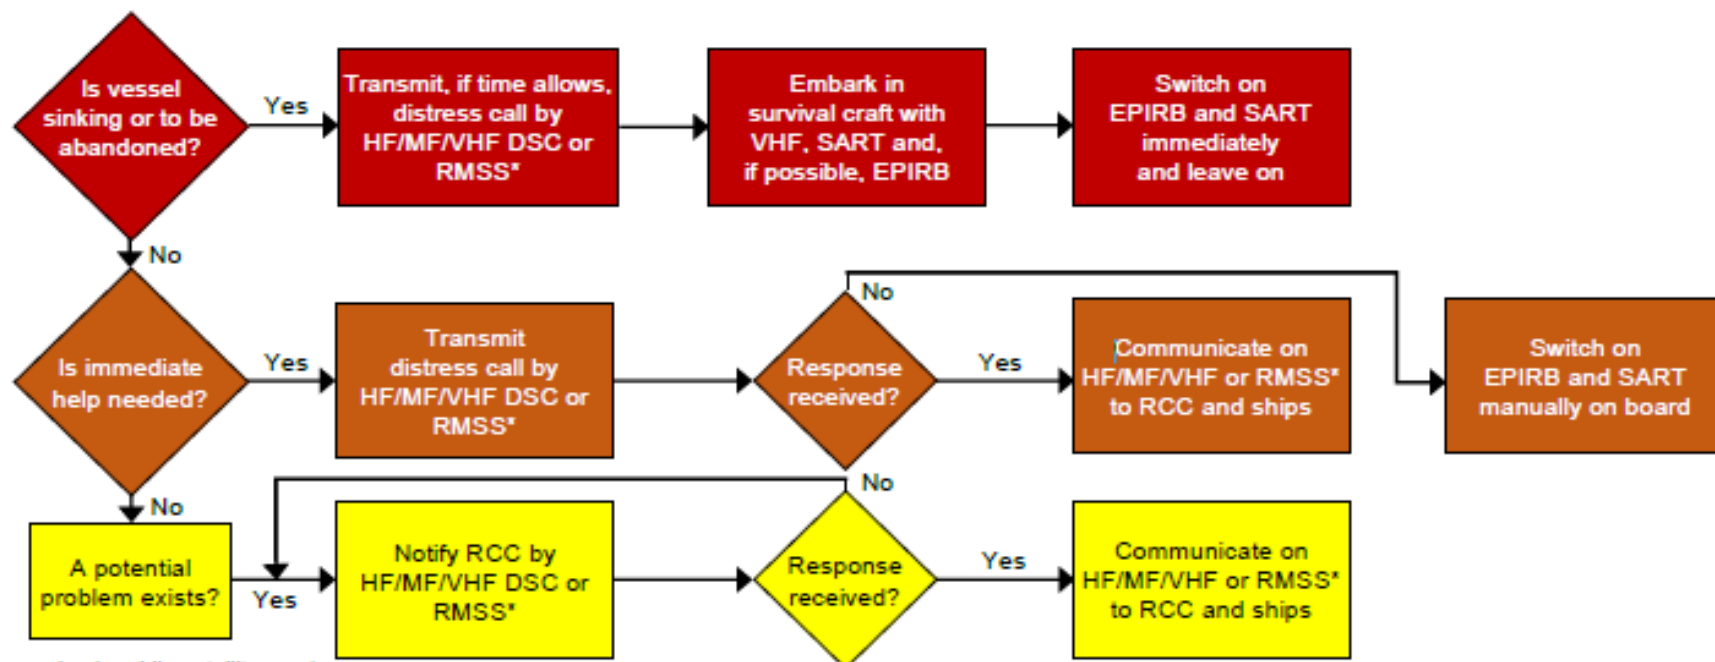 Is vessel
sinking or to be
abandoned?
Yes
Transmit, if time allows,
distress call by
HF/MF/VHF DSC or
RMSS*
Embark in
survival craft with
VHF, SART and,
if possible, EPIRB
Switch on
EPIRB and SART
immediately
and leave on
No
Is immediate
help needed?
Yes
Transmit
distress call by
HF/MF/VHF DSC or
RMSS*
Response
received?
No
Yes
Communicate on
HF/MF/VHF or RMSS*
to RCC and ships
Switch on
EPIRB and SART
manually on board
No
A potential
problem exists?
Yes
Notify RCC by
HF/MF/VHF DSC or
RMSS*
Response
received?
No
Yes
Communicate on
HF/MF/VHF or RMSS*
to RCC and ships